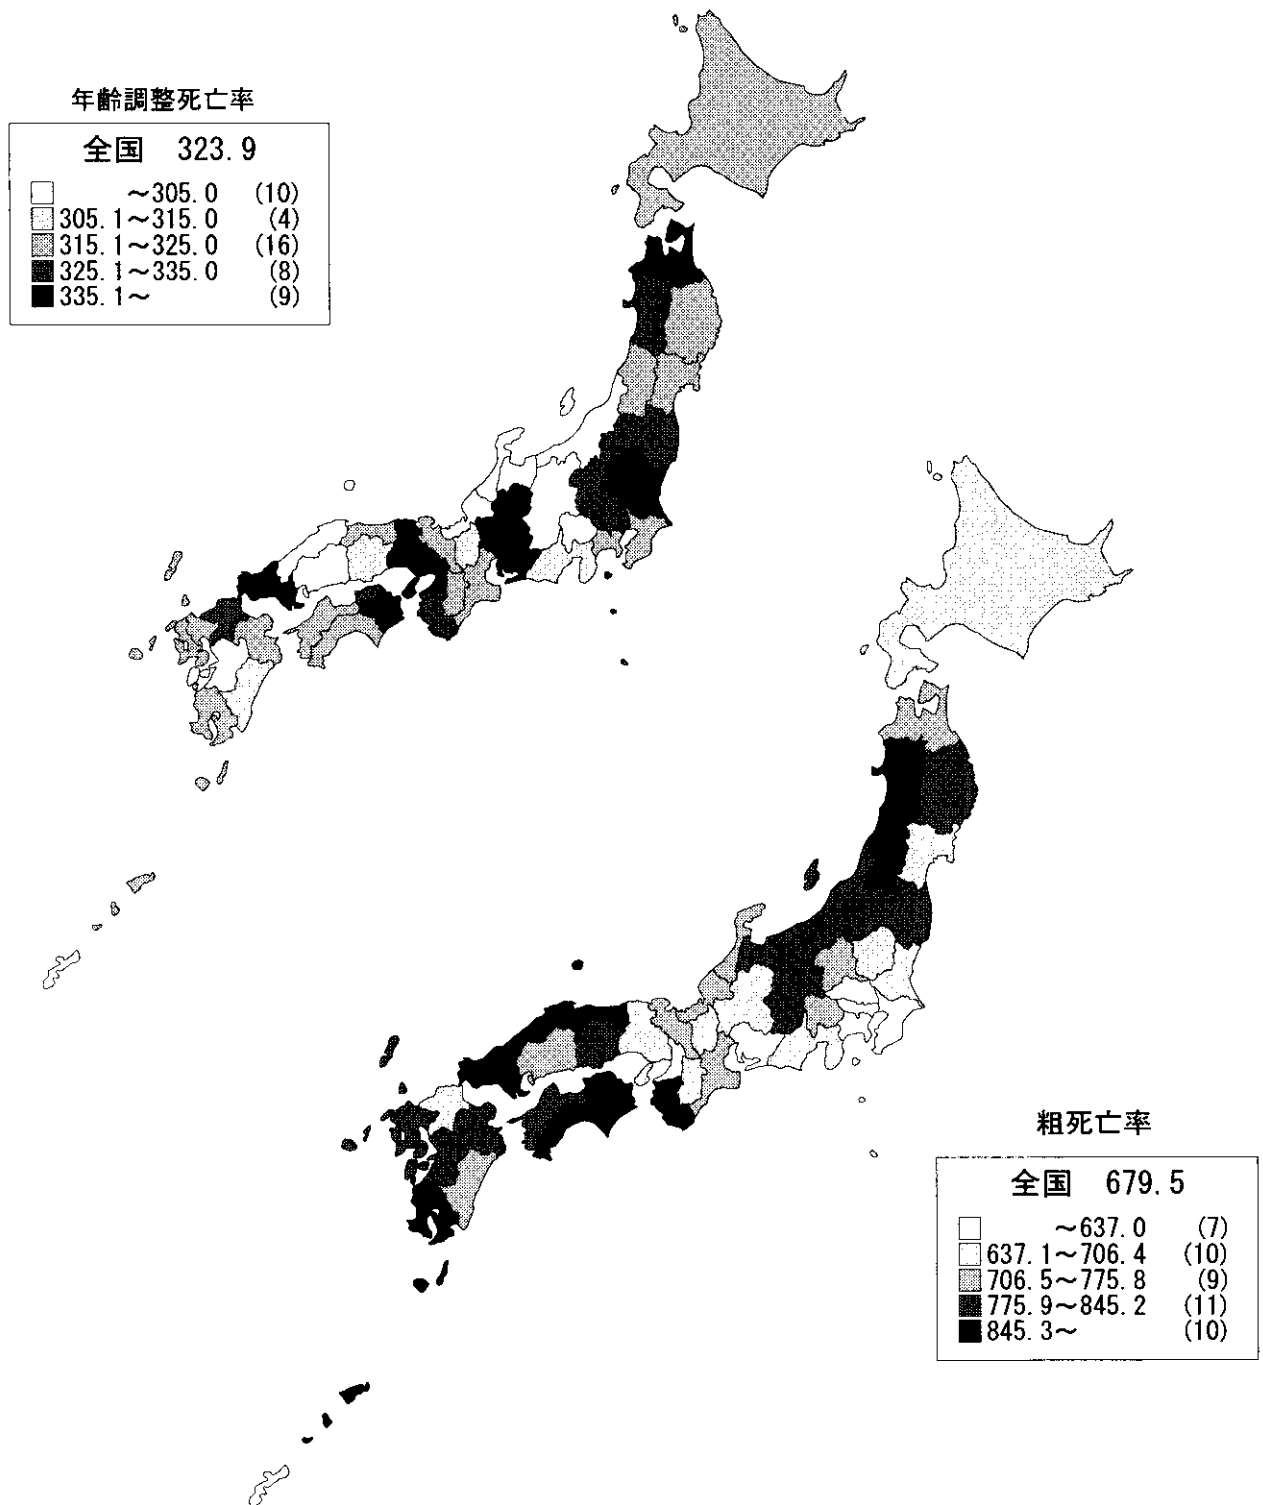 年齢調整死亡率
全国 323.9
～305.0 (10)
305.1～315.0 (4)
315.1～325.0 (16)
325.1～335.0 (8)
335.1～ (9)
粗死亡率
全国 679.5
～637.0 (7)
637.1～706.4 (10)
706.5～775.8 (9)
775.9～845.2 (11)
845.3～ (10)